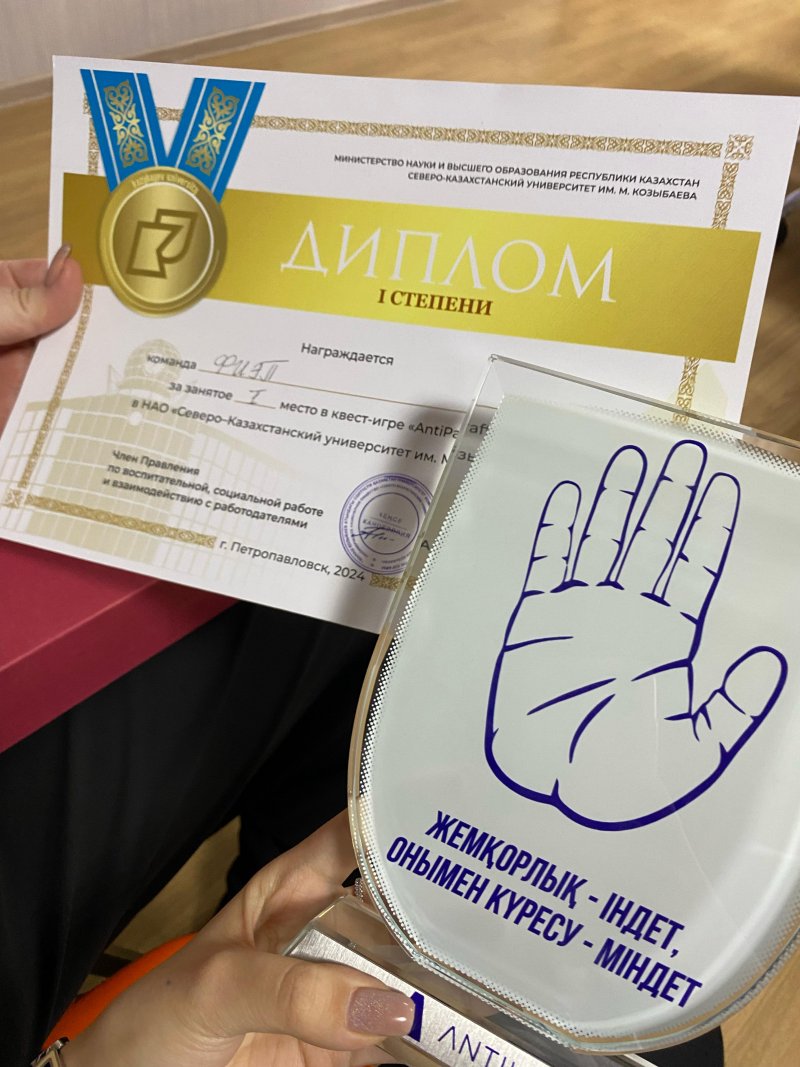 МИНИСТЕРСТВО НАУКИ И ВЫСШЕГО ОБРАЗОВАНИЯ РЕСПУБЛИКИ КАЗАХСТАН
СЕВЕРО-КАЗАХСТАНСКИЙ УНИВЕРСИТЕТ ИМ. М. КОЗЫБАЕВА
ДИПЛОМ
I СТЕПЕНИ
Награждается
команда ФИЭП
за занятое I место в квест-игре
в НАО «Северо-Казахстанский университет им.
Член Правления
по воспитательной, социальной работе
и взаимодействию с работодателями
г. Петропавловск, 2024
ЖЕМҚОРЛЫҚ - ІНДЕТ,
ОНЫМЕН КҮРЕСУ - МІНДЕТ